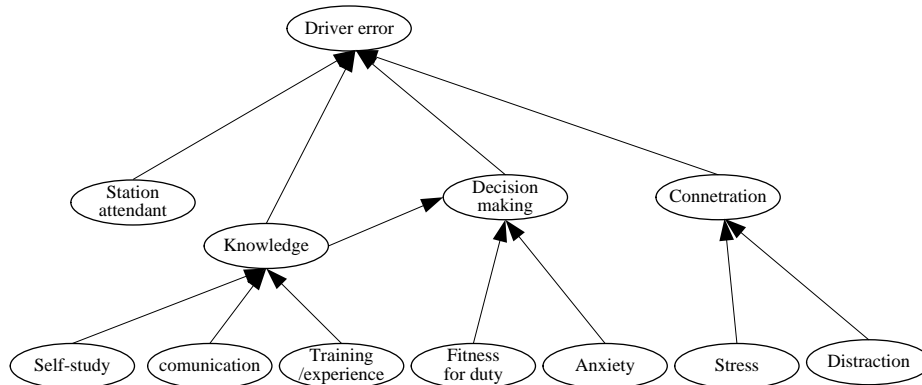 Driver error
Station
attendant
Decision
making
Connetration
Knowledge
Self-study
comunication
Training
/experience
Fitness
for duty
Anxiety
Stress
Distraction